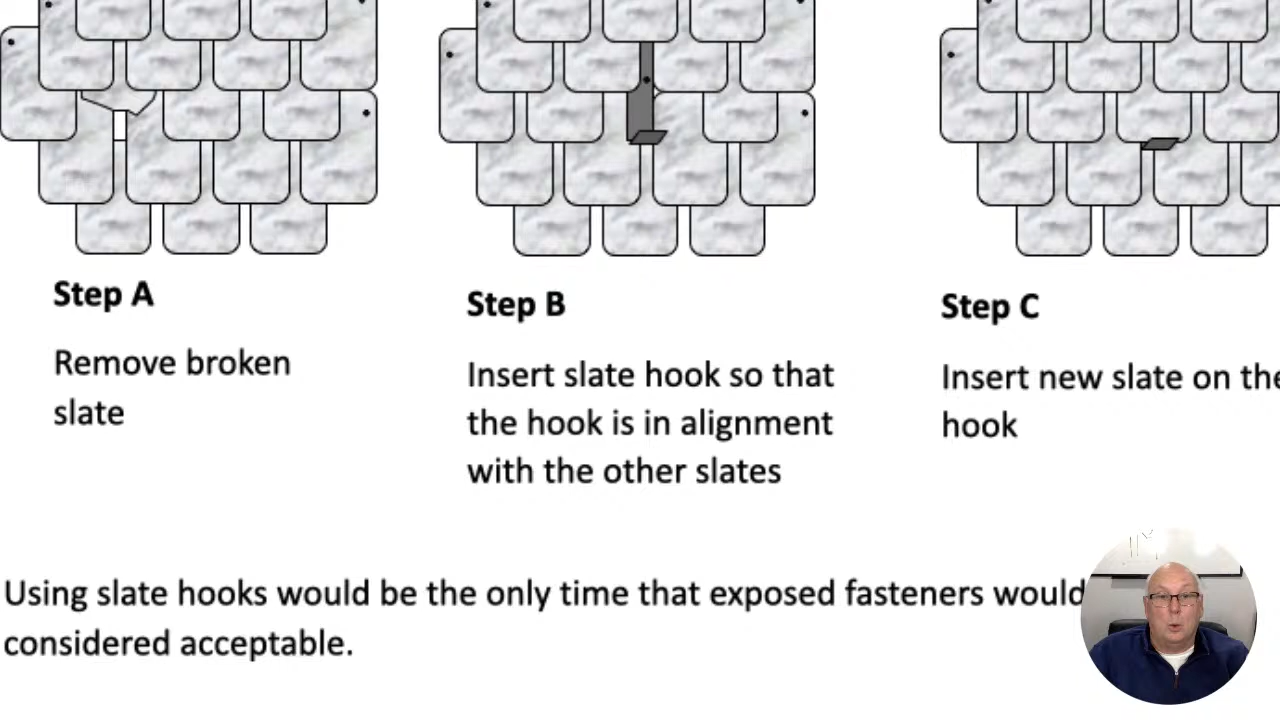 Step A
Remove broken
slate
Step B
Insert slate hook so that
the hook is in alignment
with the other slates
Step C
Insert new slate on the
hook
Using slate hooks would be the only time that exposed fasteners would
considered acceptable.